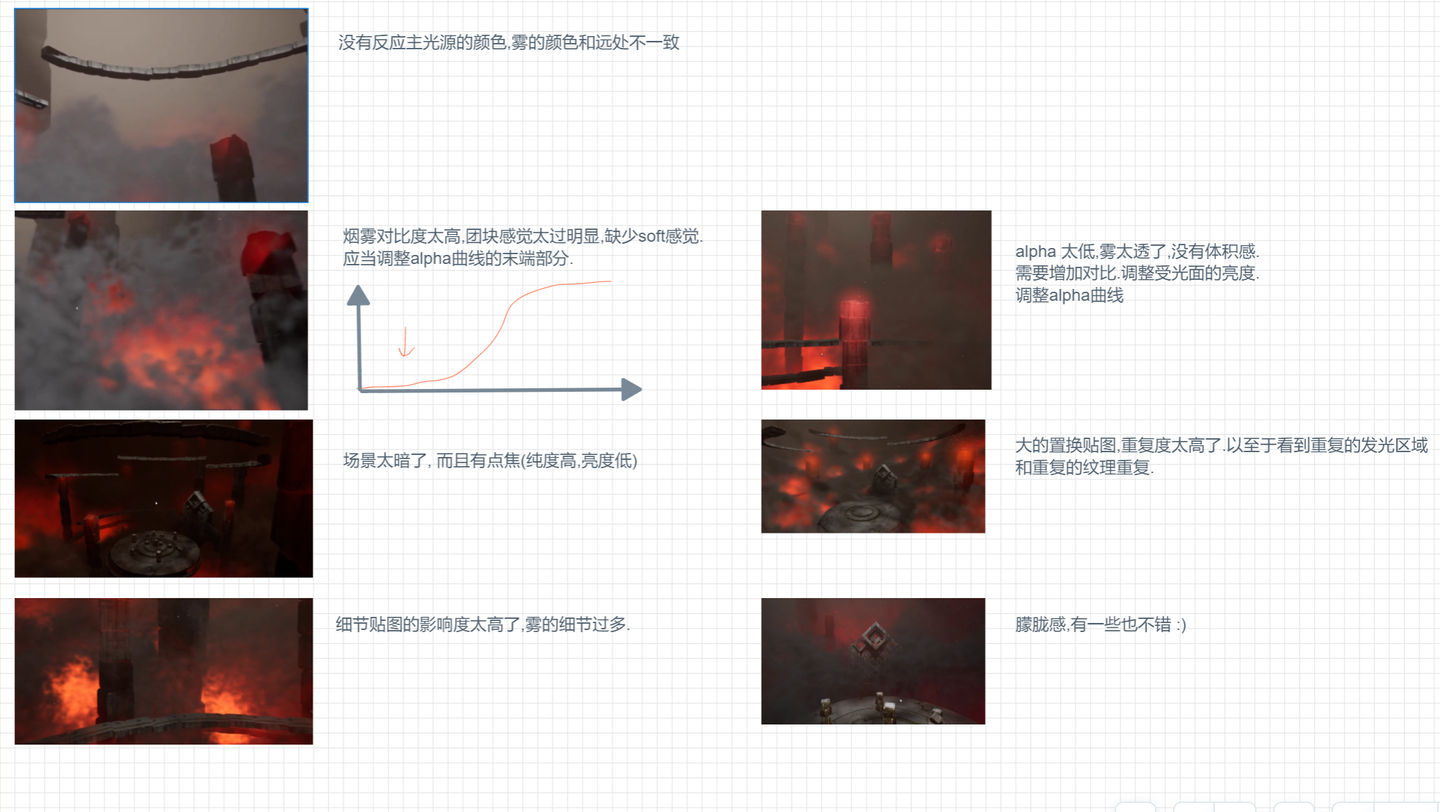 没有反应主光源的颜色,雾的颜色和远处不一致
烟雾对比度太高,团块感觉太过明显,缺少soft感觉.
应当调整alpha曲线的末端部分.
alpha 太低,雾太透了,没有体积感.
需要增加对比.调整受光面的亮度.
调整alpha曲线
场景太暗了, 而且有点焦(纯度高,亮度低)
大的置换贴图,重复度太高了.以至于看到重复的发光区域
和重复的纹理重复.
细节贴图的影响度太高了,雾的细节过多.
朦胧感,有一些也不错 :)